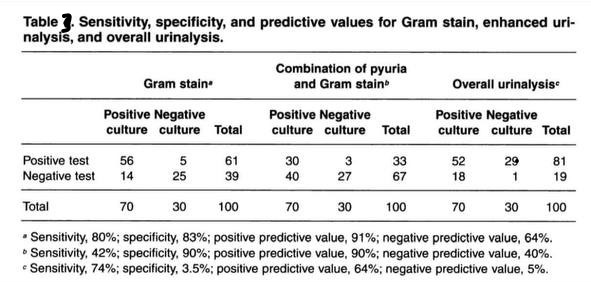 Table 3. Sensitivity, specificity, and predictive values for Gram stain, enhanced uri-
nalysis, and overall urinalysis.
Combination of pyuria
Gram stainᵃ and Gram stainᵇ Overall urinalysisᶜ
Positive Negative Positive Negative Positive Negative
culture culture Total culture culture Total culture culture Total
Positive test 56 5 61 30 3 33 52 29 81
Negative test 14 25 39 40 27 67 18 1 19
Total 70 30 100 70 30 100 70 30 100
ᵃ Sensitivity, 80%; specificity, 83%; positive predictive value, 91%; negative predictive value, 64%.
ᵇ Sensitivity, 42%; specificity, 90%; positive predictive value, 90%; negative predictive value, 40%.
ᶜ Sensitivity, 74%; specificity, 3.5%; positive predictive value, 64%; negative predictive value, 5%.